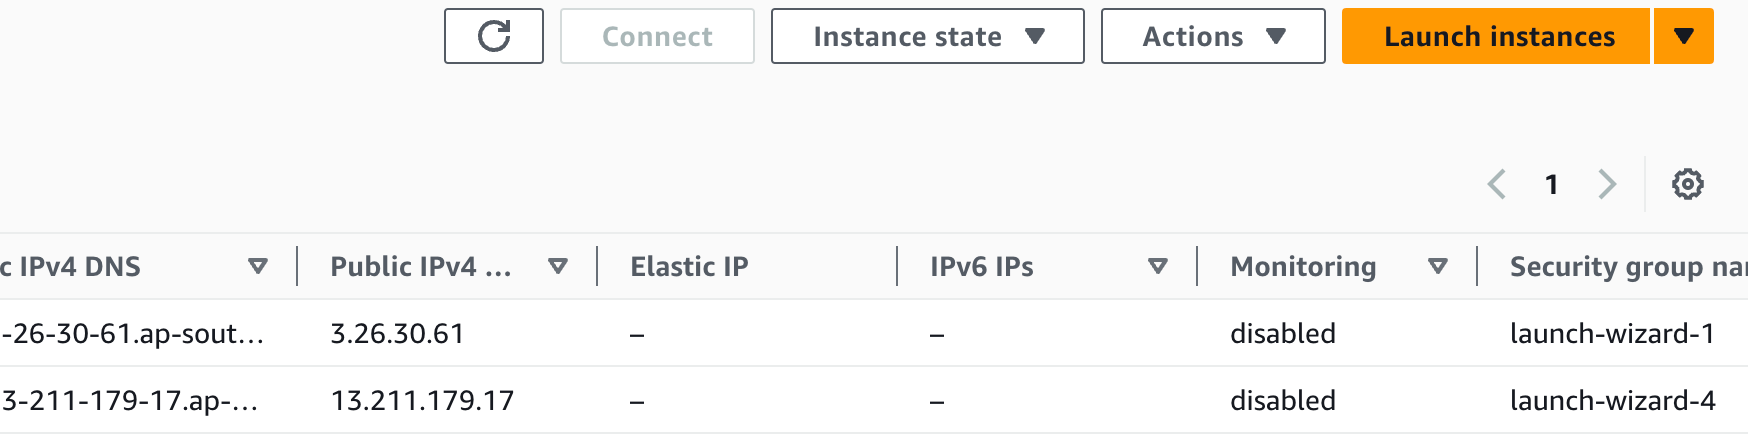 Connect Instance state Actions Launch instances
1
c IPv4 DNS Public IPv4 ... Elastic IP IPv6 IPs Monitoring Security group nar
-26-30-61.ap-sout... 3.26.30.61 – – disabled launch-wizard-1
3-211-179-17.ap-... 13.211.179.17 – – disabled launch-wizard-4